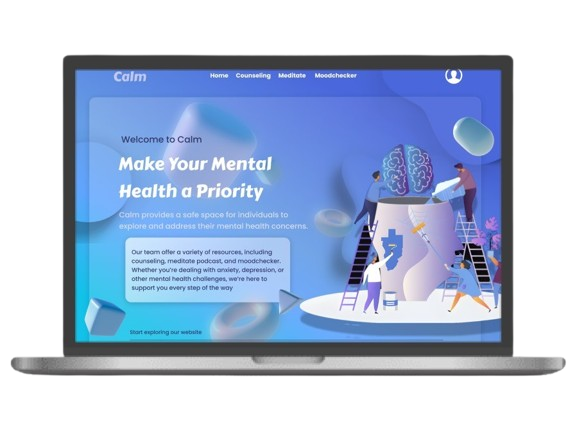 Calm
Home Counseling Meditate Moodchecker
Welcome to Calm
Make Your Mental
Health a Priority
Calm provides a safe space for individuals to
explore and address their mental health concerns.
Our team offer a variety of resources, including
counseling, meditate podcast, and moodchecker.
Whether you're dealing with anxiety, depression, or
other mental health challenges, we're here to
support you every step of the way
Start exploring our website